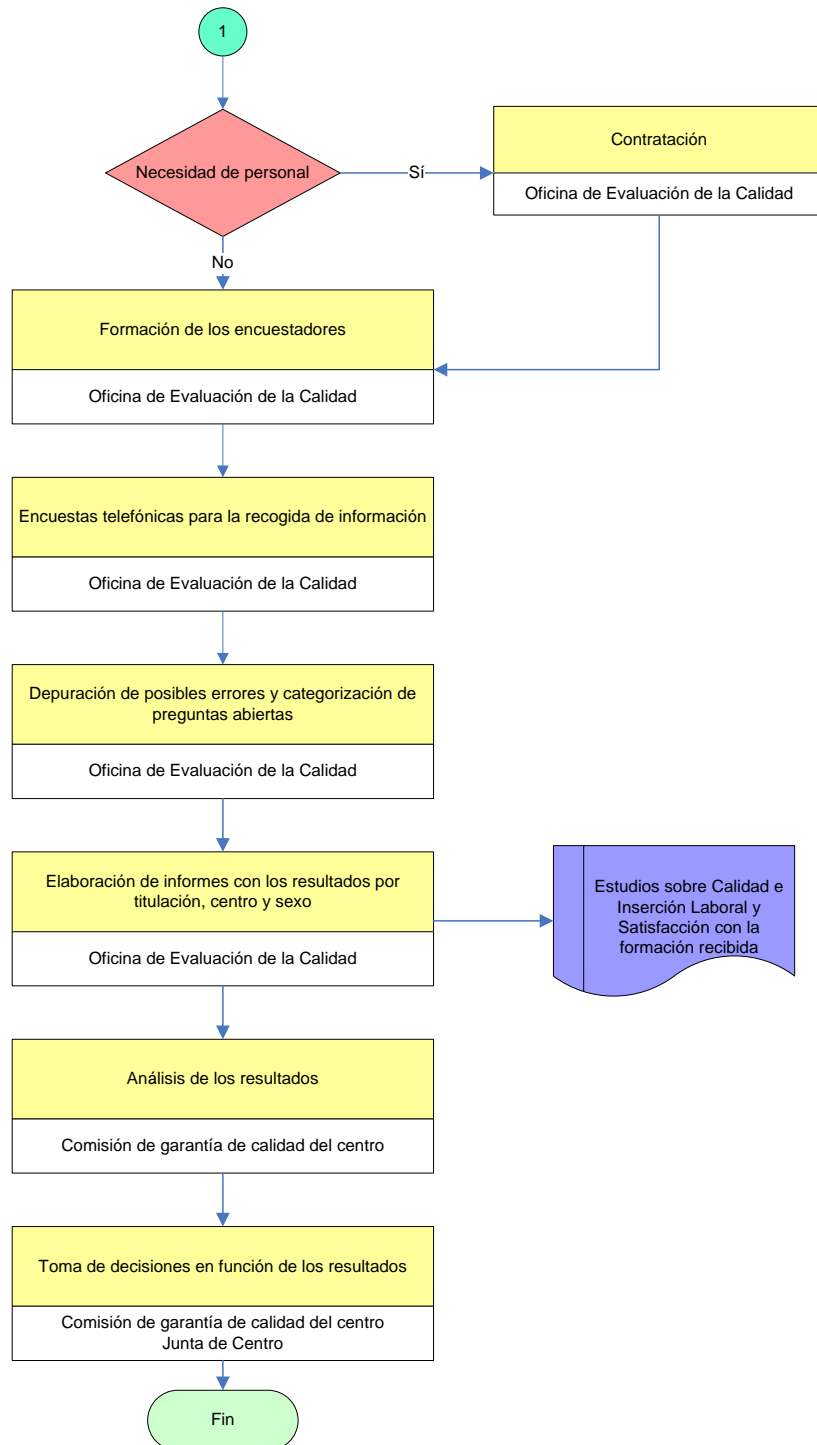 1
Necesidad de personal
Sí
Contratación
Oficina de Evaluación de la Calidad
No
Formación de los encuestadores
Oficina de Evaluación de la Calidad
Encuestas telefónicas para la recogida de información
Oficina de Evaluación de la Calidad
Depuración de posibles errores y categorización de
preguntas abiertas
Oficina de Evaluación de la Calidad
Elaboración de informes con los resultados por
titulación, centro y sexo
Oficina de Evaluación de la Calidad
Estudios sobre Calidad e
Inserción Laboral y
Satisfacción con la
formación recibida
Análisis de los resultados
Comisión de garantía de calidad del centro
Toma de decisiones en función de los resultados
Comisión de garantía de calidad del centro
Junta de Centro
Fin